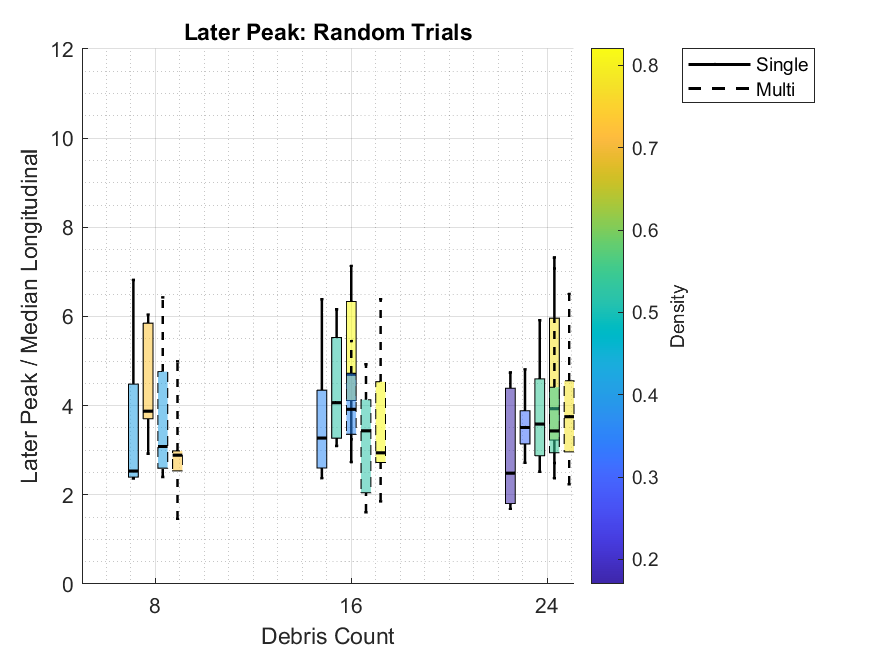 Later Peak: Random Trials
12
10
8
6
4
2
0
Later Peak / Median Longitudinal
8
16
24
Debris Count
0.8
0.7
0.6
0.5
0.4
0.3
0.2
Density
Single
Multi